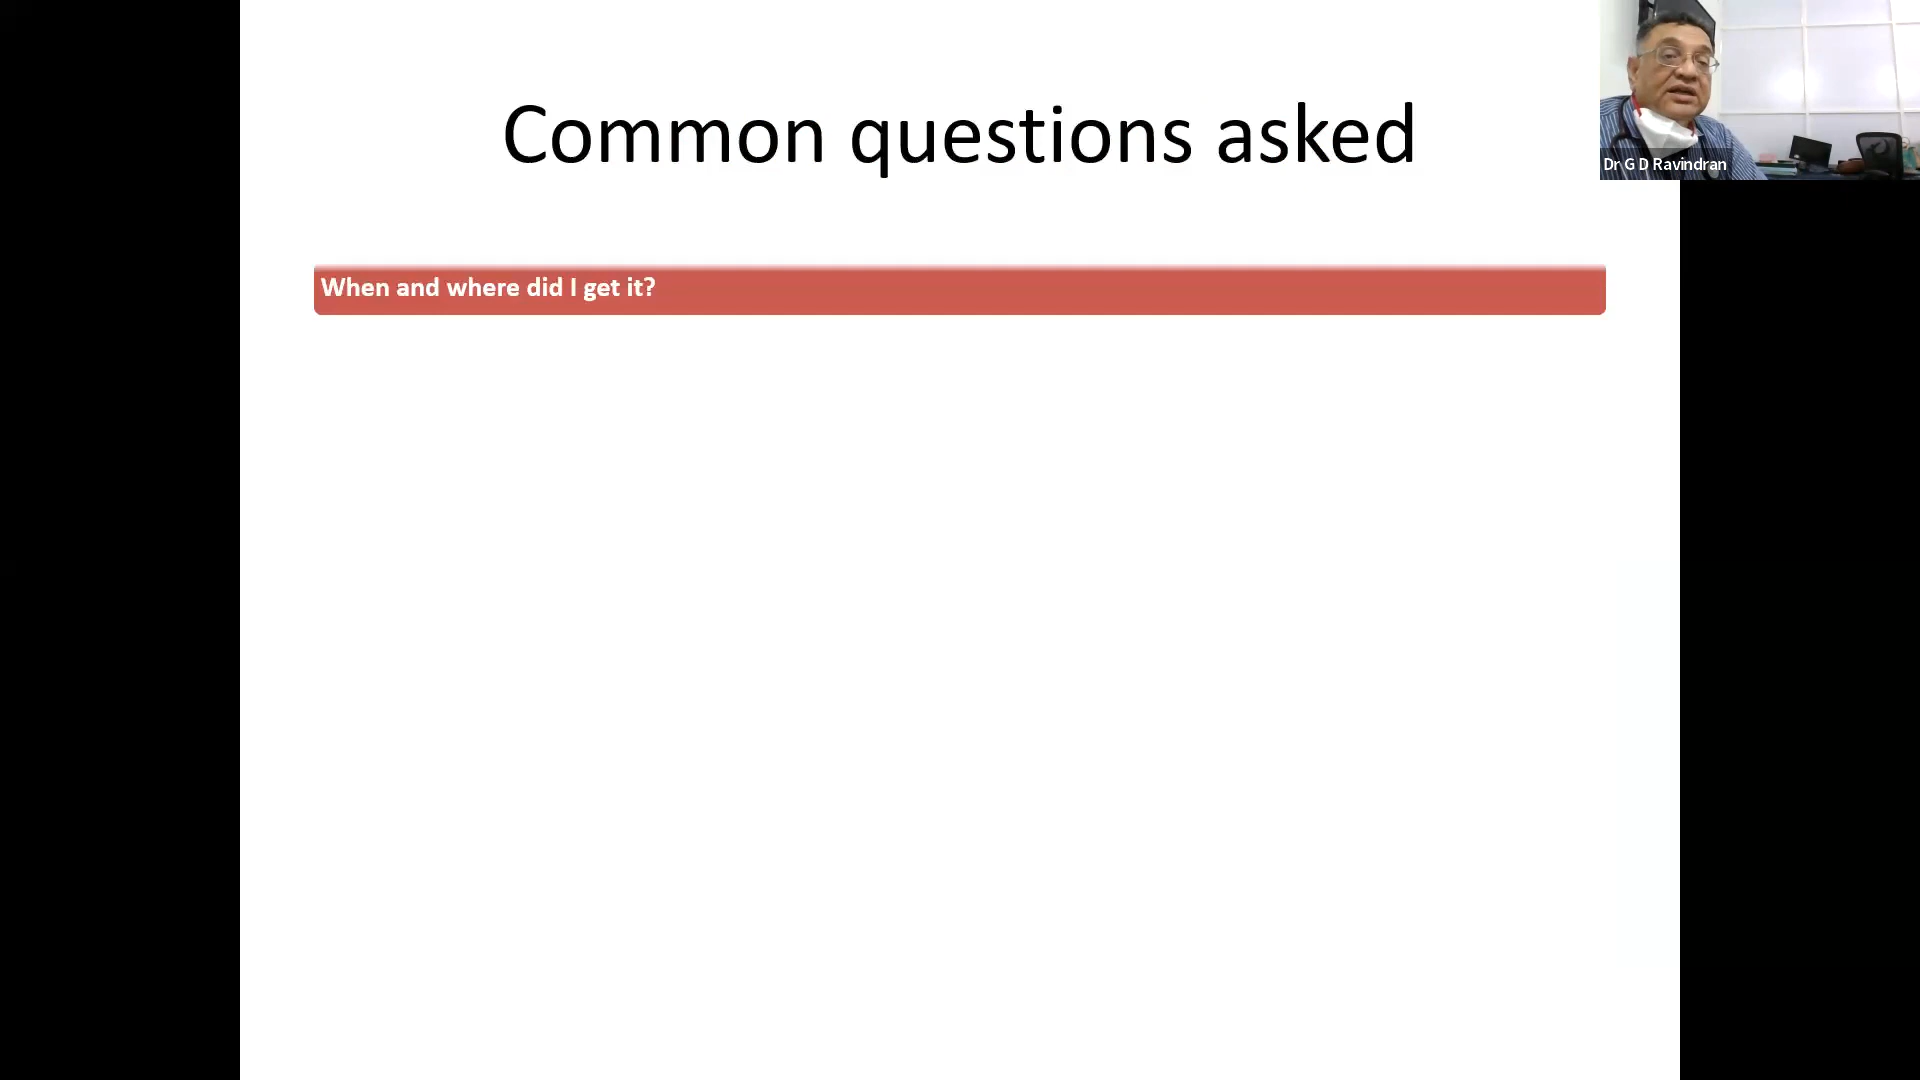 Common questions asked
Dr G D Ravindran
When and where did I get it?